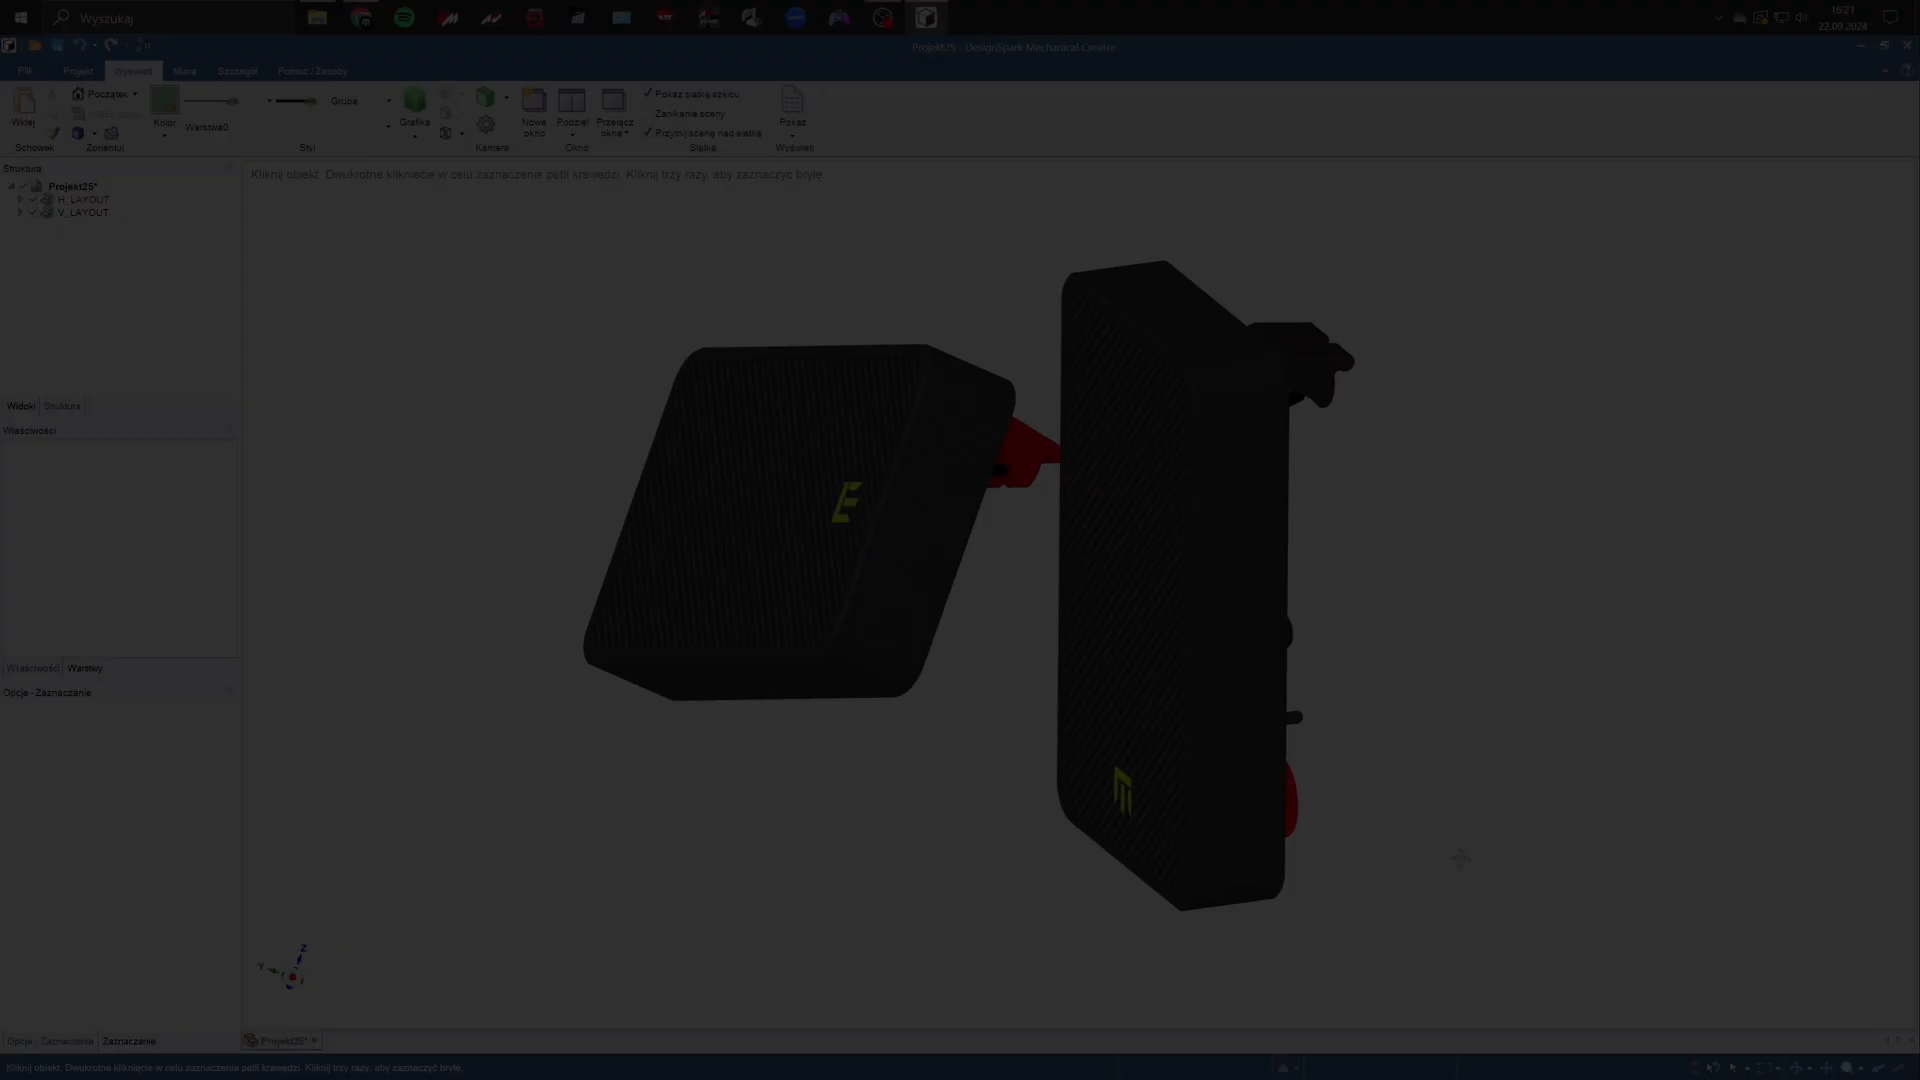 Wyszukaj
16:21
22.09.2024
Projekt25 - DesignSpark Mechanical Creator
Plik
Projekt
Wyświetl
Miara
Szczegół
Pomoc / Zasoby
Wklej
Schowek
Początek
Zorientuj
Kolor
Warstwa0
Gruba
Styl
Grafika
Kamera
Nowe okno
Podziel
Przełącz okna
Okno
Pokaż siatkę szkicu
Zanikanie sceny
Przytnij scenę nad siatką
Siatka
Pokaż
Wyświetl
Struktura
Projekt25*
H_LAYOUT
V_LAYOUT
Widoki
Struktura
Właściwości
Właściwości
Warstwy
Opcje - Zaznaczanie
Kliknij obiekt. Dwukrotne kliknięcie w celu zaznaczenia pętli krawędzi. Kliknij trzy razy, aby zaznaczyć bryłę.
E
Z
Y
Opcje - Zaznaczanie
Zaznaczanie
Projekt25*
Kliknij obiekt. Dwukrotne kliknięcie w celu zaznaczenia pętli krawędzi. Kliknij trzy razy, aby zaznaczyć bryłę.